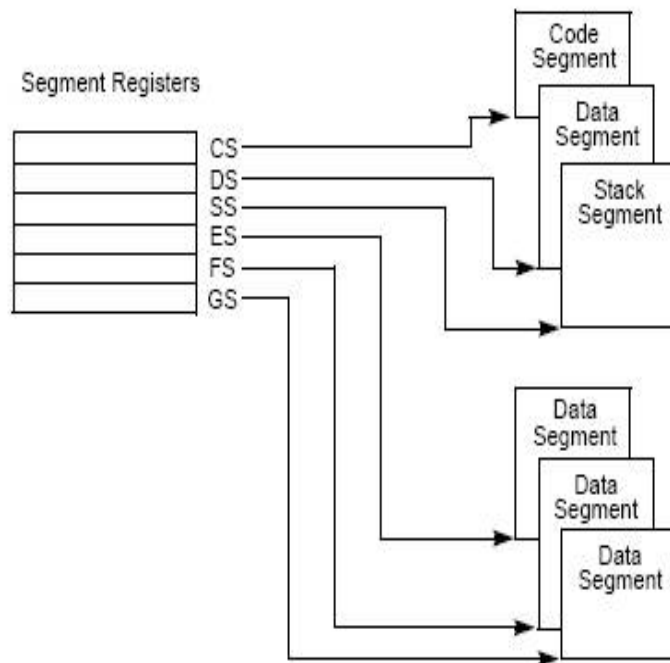 Segment Registers
CS
DS
SS
ES
FS
GS
Code
Segment
Data
Segment
Stack
Segment
Data
Segment
Data
Segment
Data
Segment